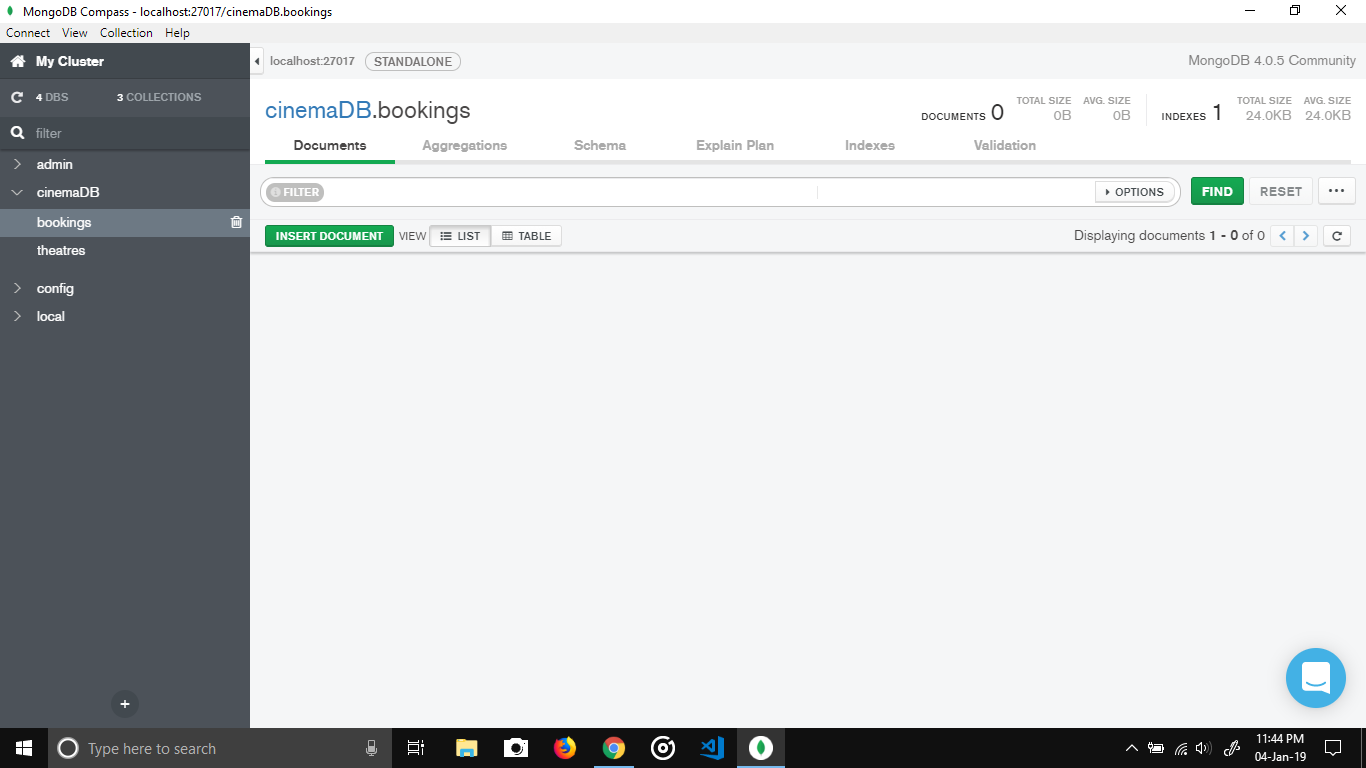 MongoDB Compass - localhost:27017/cinemaDB.bookings
Connect View Collection Help
My Cluster
localhost:27017 STANDALONE
MongoDB 4.0.5 Community
4 DBS 3 COLLECTIONS
filter
admin
cinemaDB
bookings
theatres
config
local
cinemaDB.bookings
DOCUMENTS 0
TOTAL SIZE AVG. SIZE
0B 0B
INDEXES 1
TOTAL SIZE AVG. SIZE
24.0KB 24.0KB
Documents Aggregations Schema Explain Plan Indexes Validation
FILTER
OPTIONS
FIND RESET
INSERT DOCUMENT VIEW LIST TABLE
Displaying documents 1 - 0 of 0
Type here to search
11:44 PM
04-Jan-19